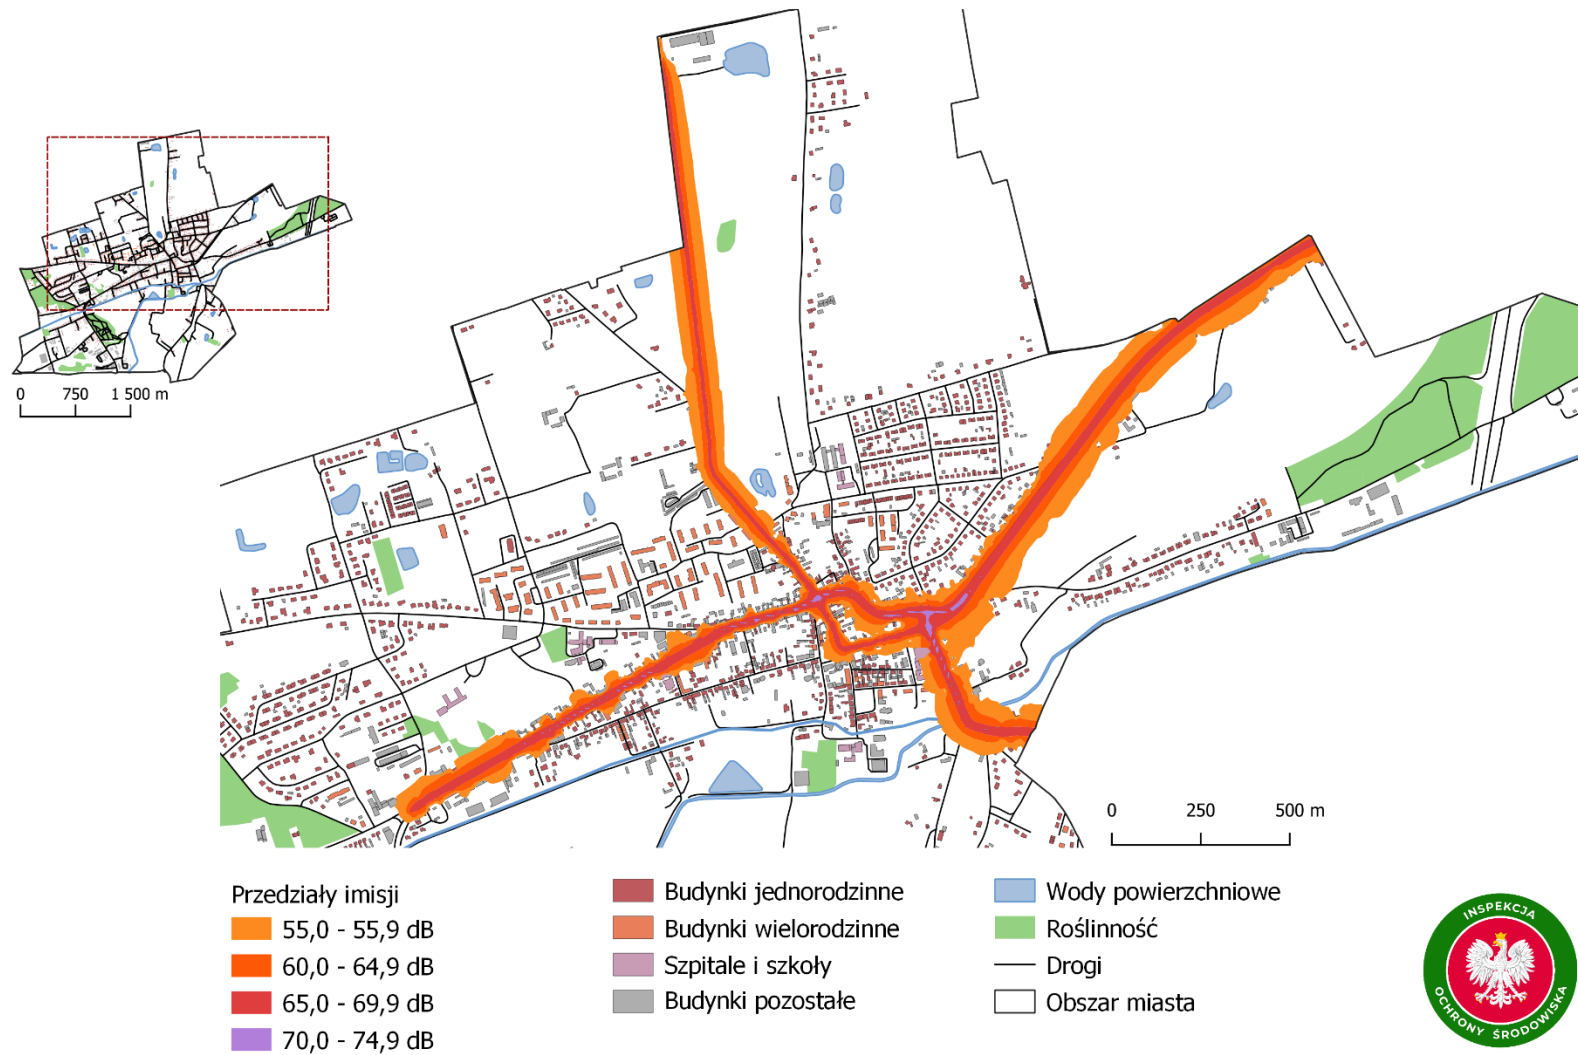 0 750 1 500 m
0 250 500 m
Przedziały imisji
55,0 - 55,9 dB
60,0 - 64,9 dB
65,0 - 69,9 dB
70,0 - 74,9 dB
Budynki jednorodzinne
Budynki wielorodzinne
Szpitale i szkoły
Budynki pozostałe
Wody powierzchniowe
Roślinność
Drogi
Obszar miasta
INSPEKCJA
OCHRONY ŚRODOWISKA